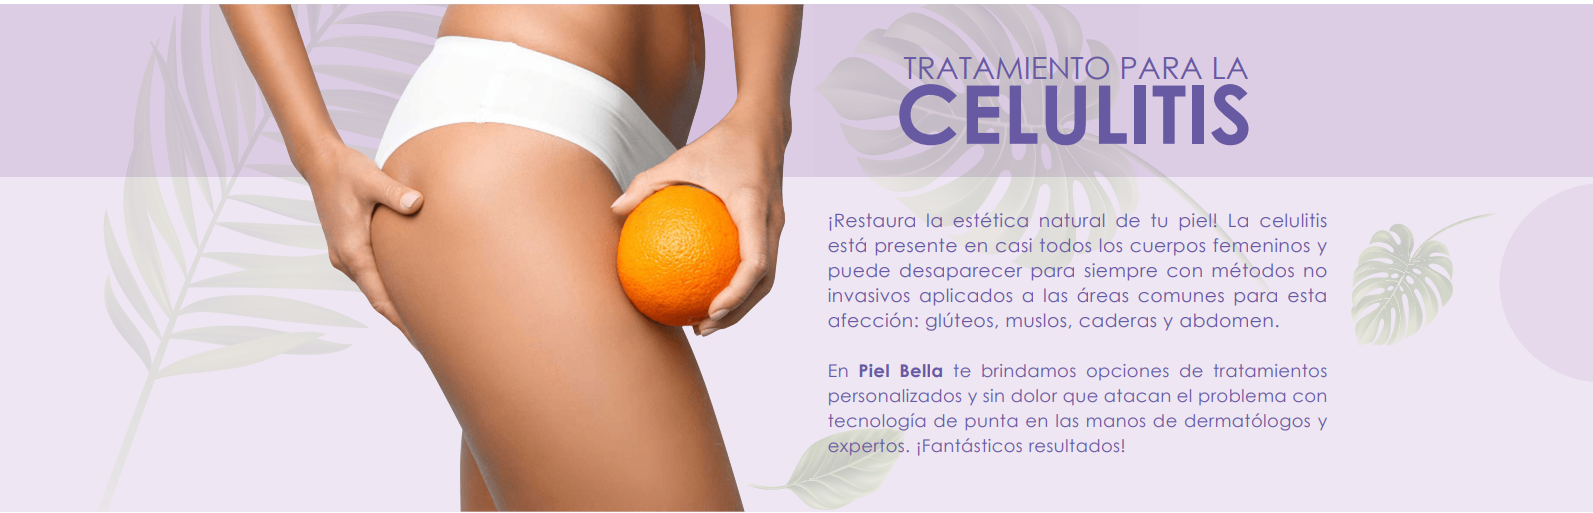 TRATAMIENTO PARA LA
CELULITIS
¡Restaura la estética natural de tu piel! La celulitis
está presente en casi todos los cuerpos femeninos y
puede desaparecer para siempre con métodos no
invasivos aplicados a las áreas comunes para esta
afección: glúteos, muslos, caderas y abdomen.
En Piel Bella te brindamos opciones de tratamientos
personalizados y sin dolor que atacan el problema con
tecnología de punta en las manos de dermatólogos y
expertos. ¡Fantásticos resultados!